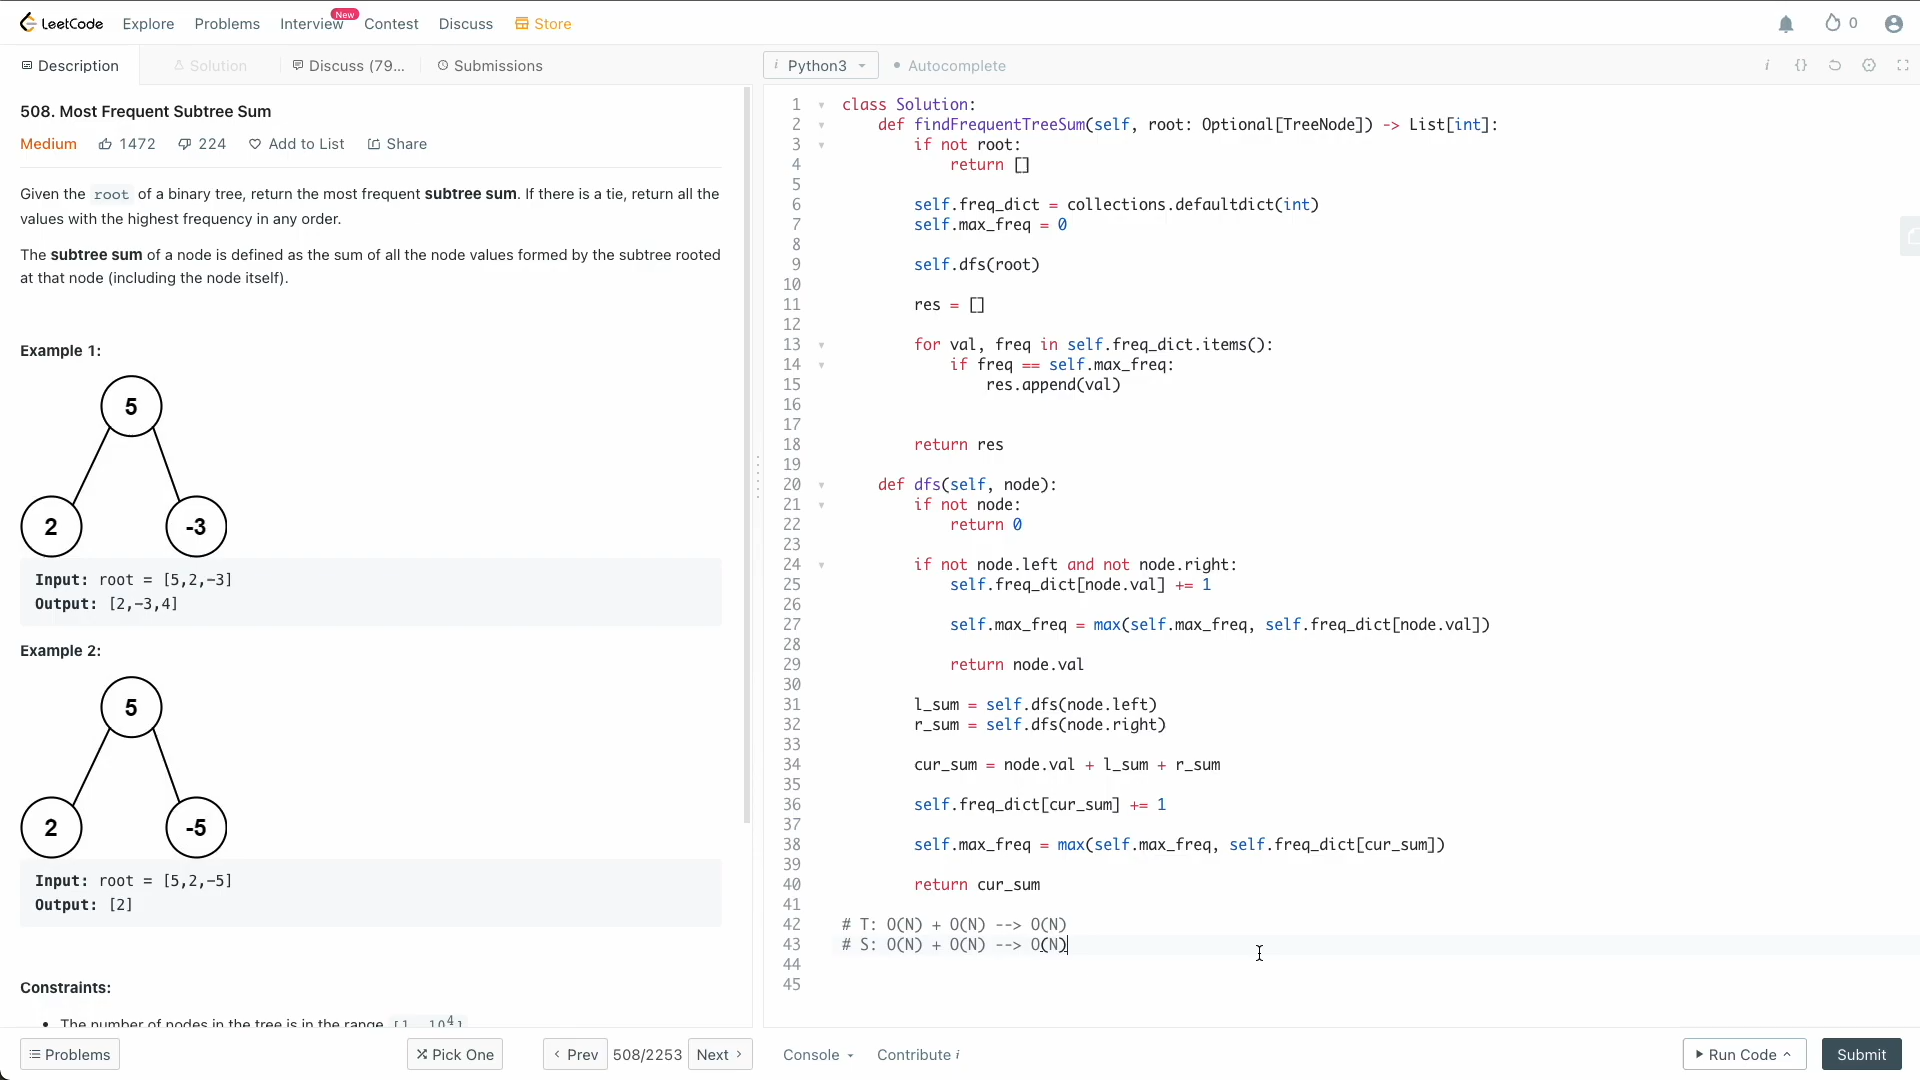 LeetCode Explore Problems Interview New Contest Discuss Store 0
Description Solution Discuss (79... Submissions
508. Most Frequent Subtree Sum
Medium 1472 224 Add to List Share
Given the root of a binary tree, return the most frequent subtree sum. If there is a tie, return all the
values with the highest frequency in any order.
The subtree sum of a node is defined as the sum of all the node values formed by the subtree rooted
at that node (including the node itself).
Example 1:
5
2 -3
Input: root = [5,2,-3]
Output: [2,-3,4]
Example 2:
5
2 -5
Input: root = [5,2,-5]
Output: [2]
Constraints:
• The number of nodes in the tree is in the range
Problems Pick One Prev 508/2253 Next
i Python3 Autocomplete i {}
1 class Solution:
2 def findFrequentTreeSum(self, root: Optional[TreeNode]) -> List[int]:
3 if not root:
4 return []
5
6 self.freq_dict = collections.defaultdict(int)
7 self.max_freq = 0
8
9 self.dfs(root)
10
11 res = []
12
13 for val, freq in self.freq_dict.items():
14 if freq == self.max_freq:
15 res.append(val)
16
17
18 return res
19
20 def dfs(self, node):
21 if not node:
22 return 0
23
24 if not node.left and not node.right:
25 self.freq_dict[node.val] += 1
26
27 self.max_freq = max(self.max_freq, self.freq_dict[node.val])
28
29 return node.val
30
31 l_sum = self.dfs(node.left)
32 r_sum = self.dfs(node.right)
33
34 cur_sum = node.val + l_sum + r_sum
35
36 self.freq_dict[cur_sum] += 1
37
38 self.max_freq = max(self.max_freq, self.freq_dict[cur_sum])
39
40 return cur_sum
41
42 # T: O(N) + O(N) --> O(N)
43 # S: O(N) + O(N) --> O(N)
44
45
Console Contribute i Run Code Submit